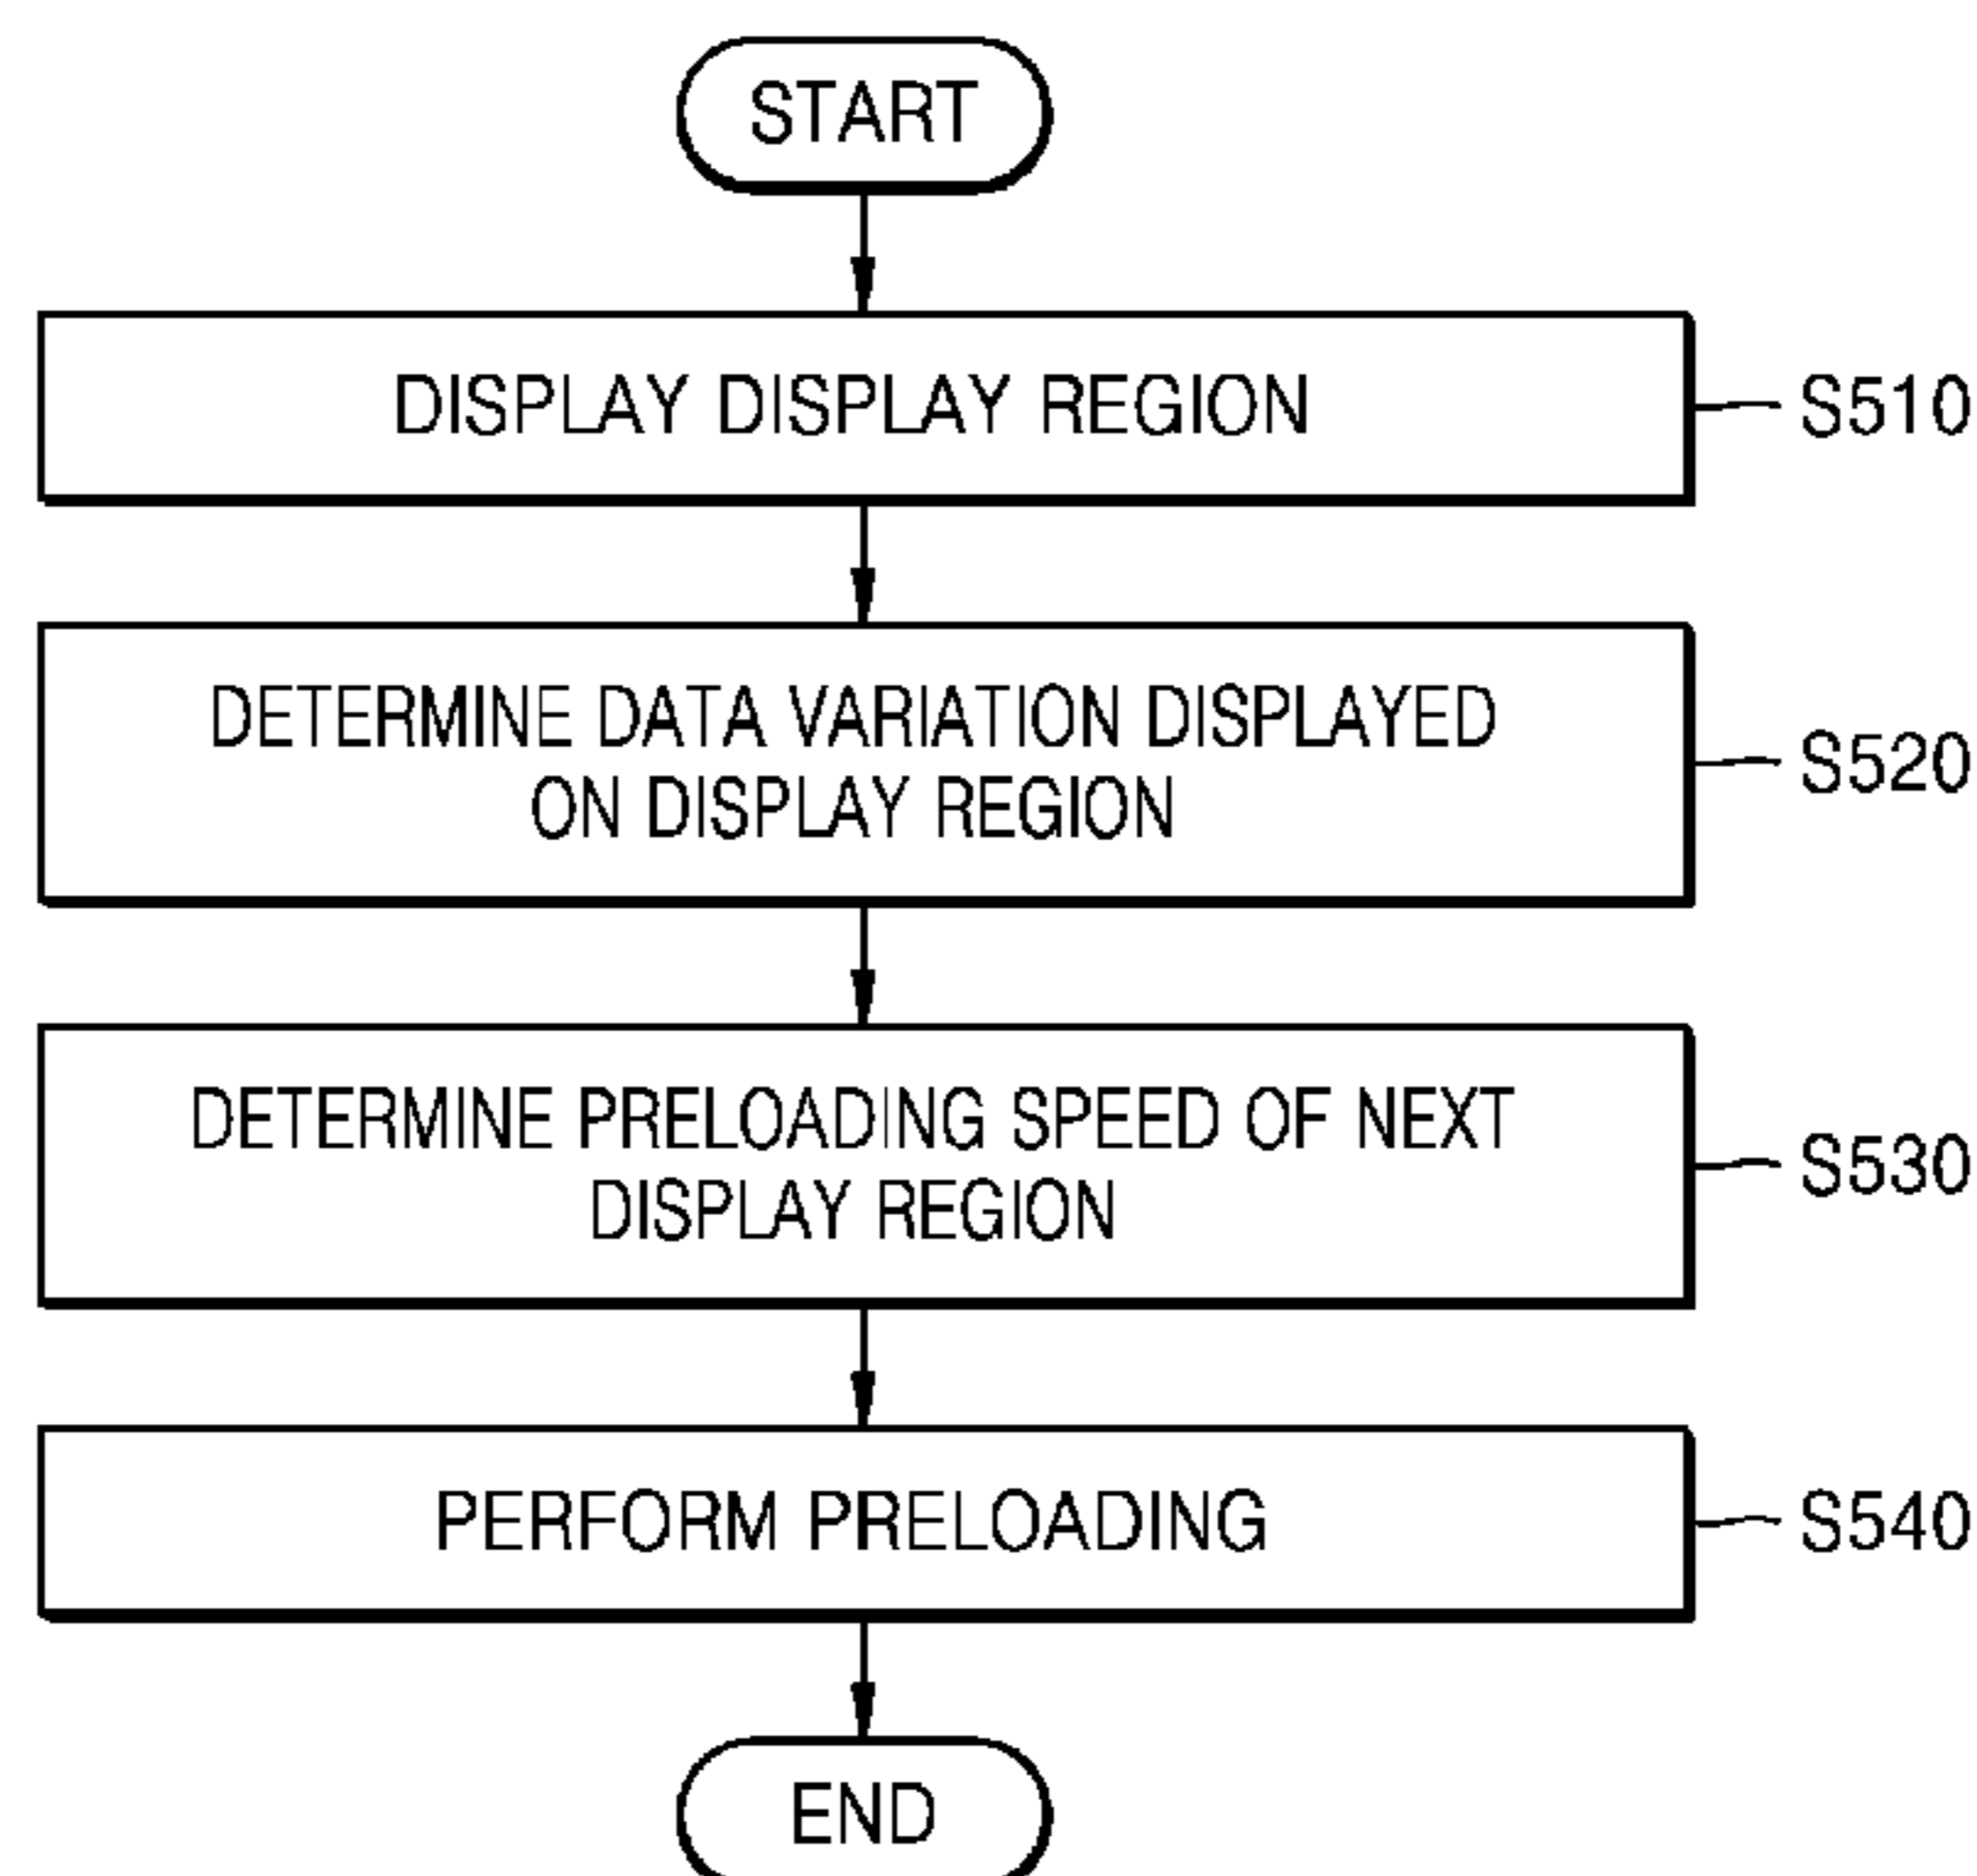 START
DISPLAY DISPLAY REGION
S510
DETERMINE DATA VARIATION DISPLAYED
ON DISPLAY REGION
S520
DETERMINE PRELOADING SPEED OF NEXT
DISPLAY REGION
S530
PERFORM PRELOADING
S540
END